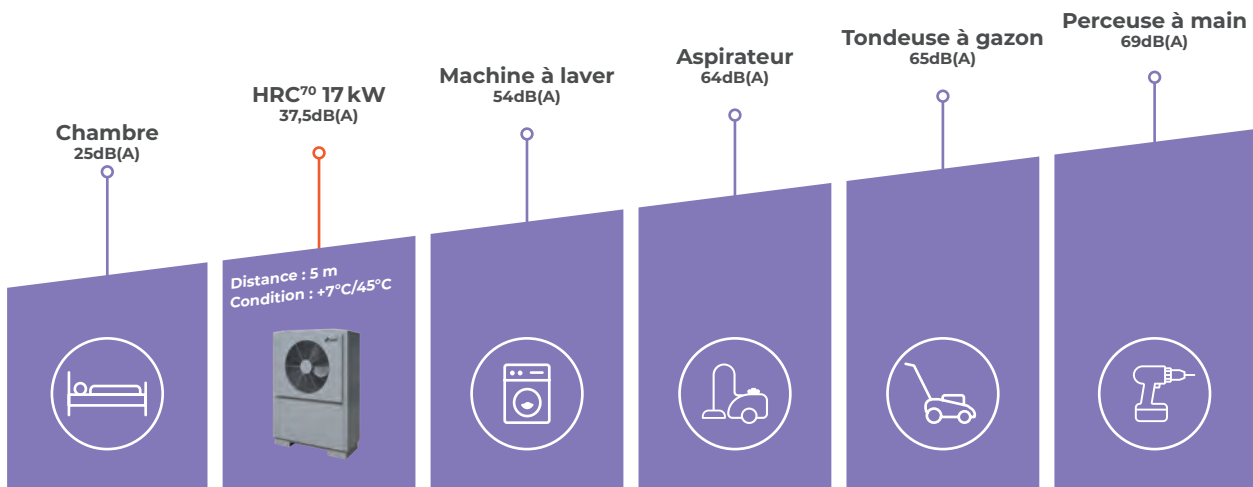 Chambre
25dB(A)
HRC⁷⁰ 17 kW
37,5dB(A)
Machine à laver
54dB(A)
Aspirateur
64dB(A)
Tondeuse à gazon
65dB(A)
Perceuse à main
69dB(A)
Distance : 5 m
Condition : +7°C/45°C